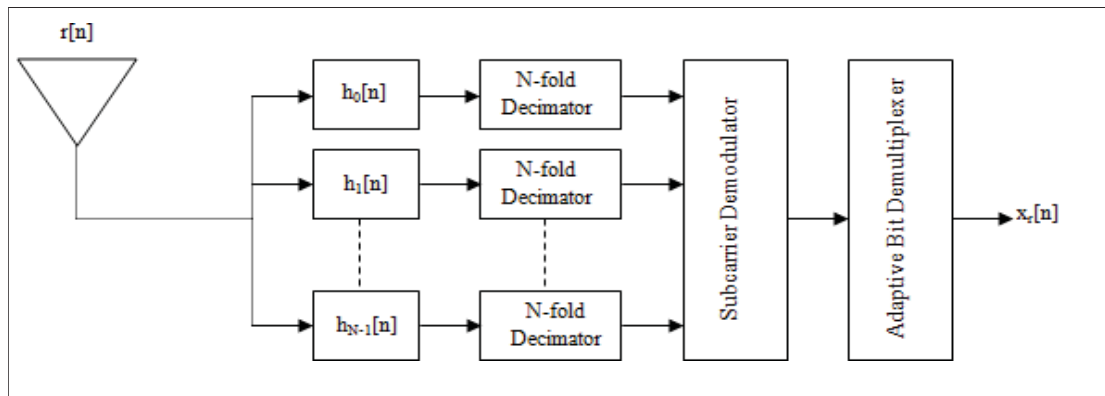 r[n]
h₀[n]
N-fold
Decimator
h₁[n]
N-fold
Decimator
hN-1[n]
N-fold
Decimator
Subcarrier Demodulator
Adaptive Bit Demultiplexer
xᵣ[n]